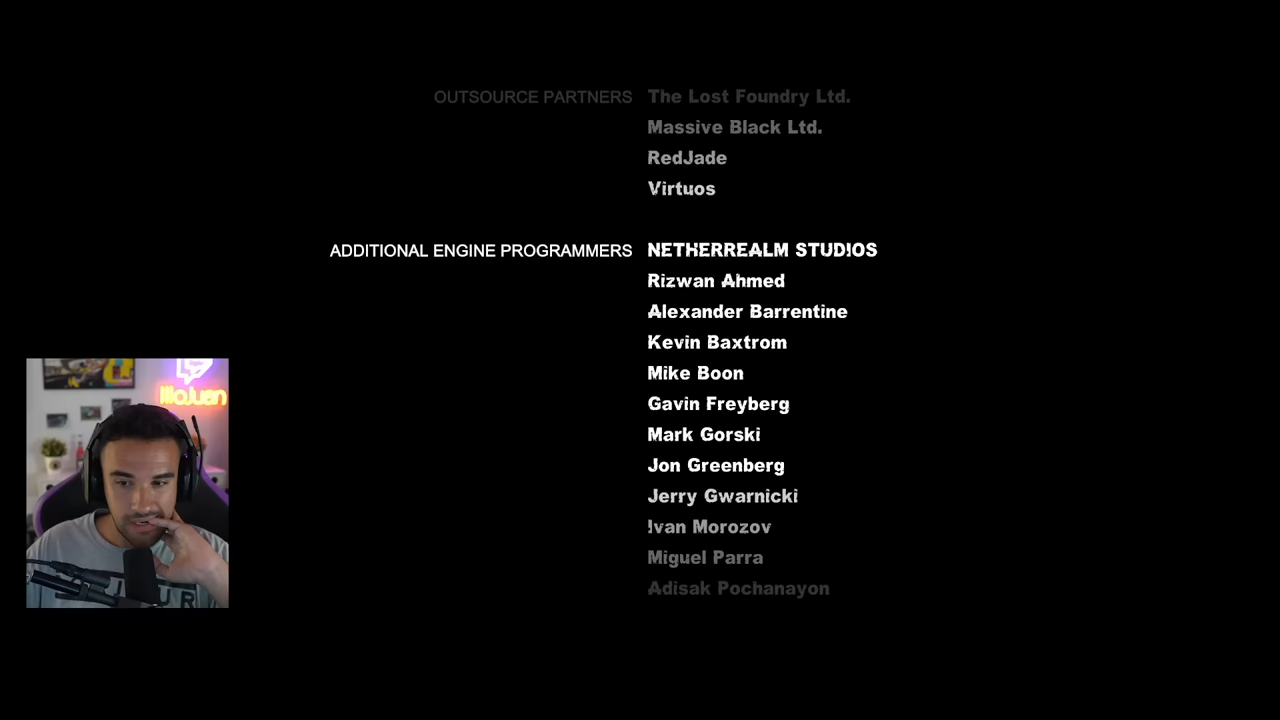 OUTSOURCE PARTNERS The Lost Foundry Ltd.
Massive Black Ltd.
RedJade
Virtuos
ADDITIONAL ENGINE PROGRAMMERS NETHERREALM STUDIOS
Rizwan Ahmed
Alexander Barrentine
Kevin Baxtrom
Mike Boon
Gavin Freyberg
Mark Gorski
Jon Greenberg
Jerry Gwarnicki
Ivan Morozov
Miguel Parra
Adisak Pochanayon